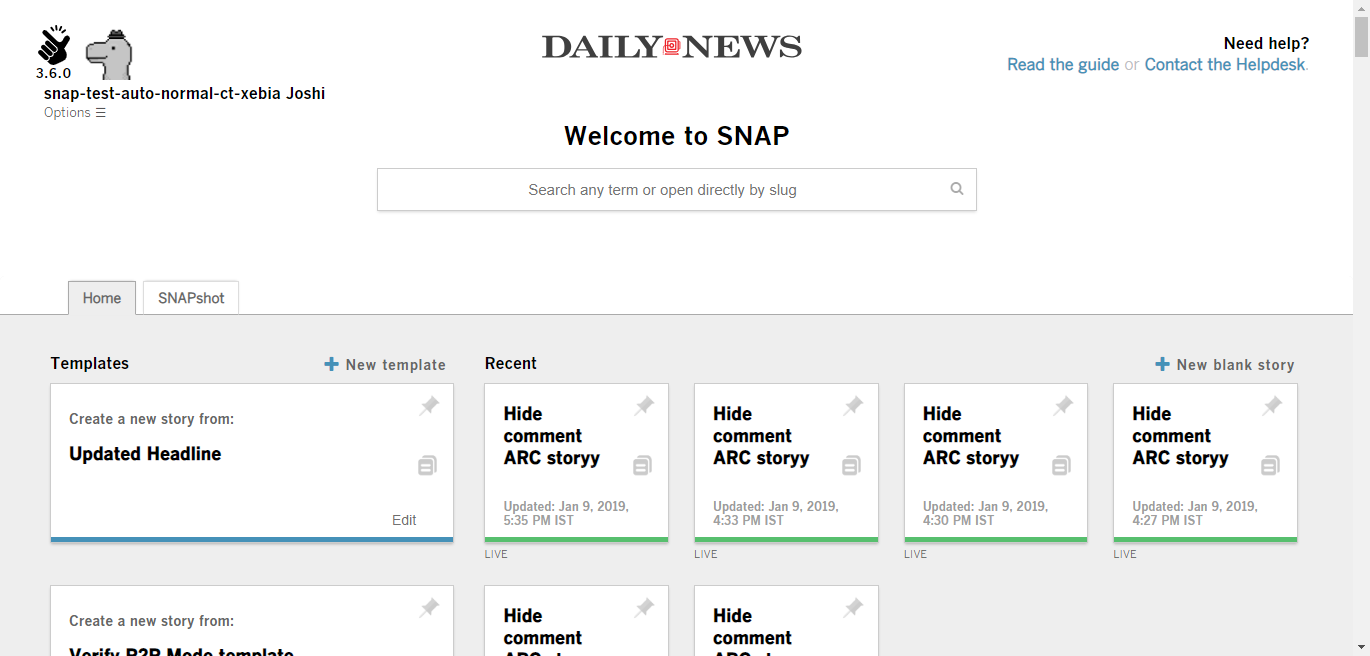 3.6.0
DAILY NEWS
Need help?
Read the guide or Contact the Helpdesk.
snap-test-auto-normal-ct-xebia Joshi
Options ☰
Welcome to SNAP
Search any term or open directly by slug
Home
SNAPshot
Templates
New template
Create a new story from:
Updated Headline
Edit
Create a new story from:
Verify P2P Mode template
Recent
New blank story
Hide
comment
ARC storyy
Updated: Jan 9, 2019,
5:35 PM IST
LIVE
Hide
comment
ARC storyy
Updated: Jan 9, 2019,
4:33 PM IST
LIVE
Hide
comment
ARC storyy
Updated: Jan 9, 2019,
4:30 PM IST
LIVE
Hide
comment
ARC storyy
Updated: Jan 9, 2019,
4:27 PM IST
LIVE
Hide
comment
ARC storyy
Hide
comment
ARC storyy